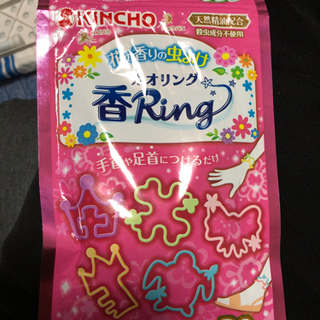 KINCHO
天然精油配合
殺虫成分不使用
花の香りの虫よけ
カオリング
香Ring
手首や足首につけるだけ